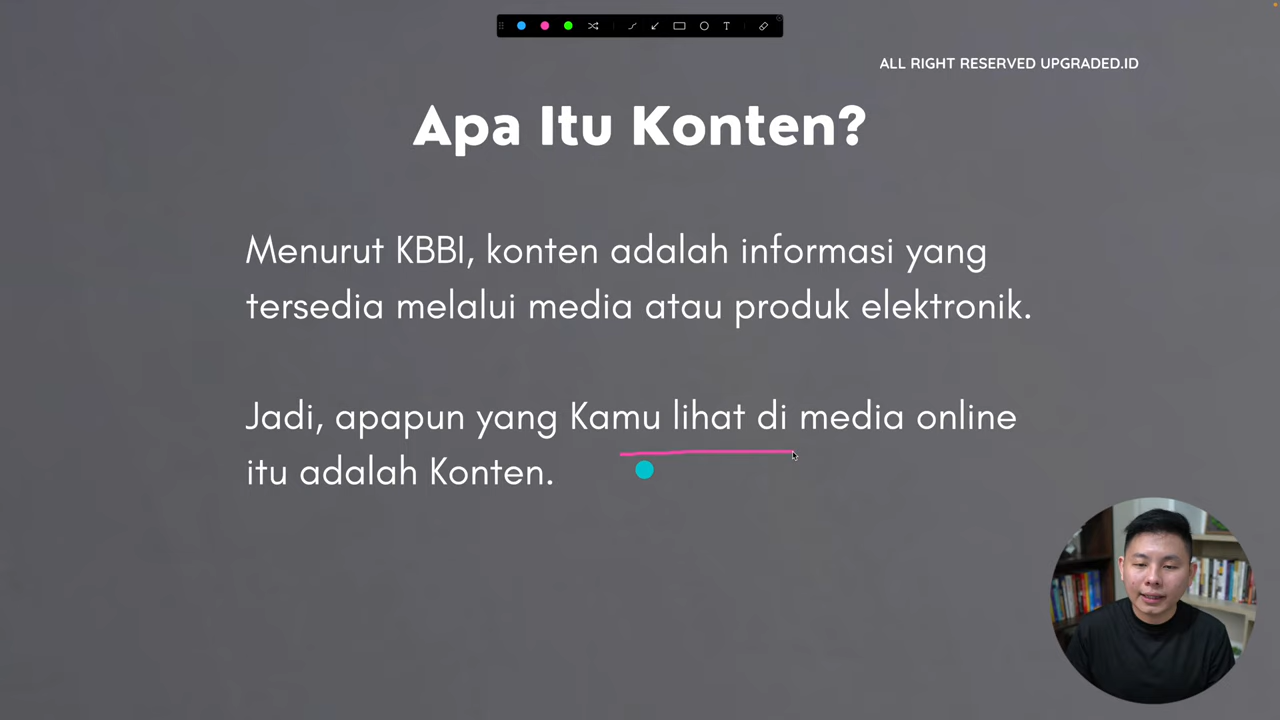 ALL RIGHT RESERVED UPGRADED.ID
Apa Itu Konten?
Menurut KBBI, konten adalah informasi yang
tersedia melalui media atau produk elektronik.
Jadi, apapun yang Kamu lihat di media online
itu adalah Konten.